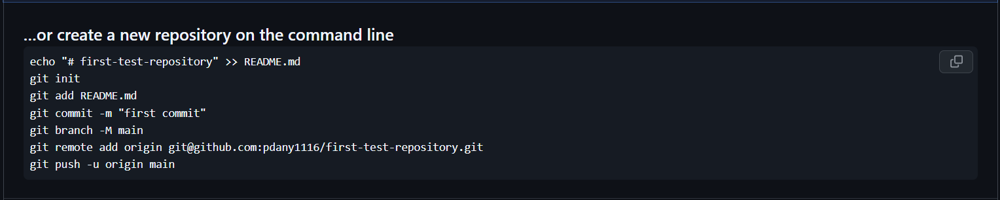 ...or create a new repository on the command line
echo "# first-test-repository" >> README.md
git init
git add README.md
git commit -m "first commit"
git branch -M main
git remote add origin git@github.com:pdany1116/first-test-repository.git
git push -u origin main